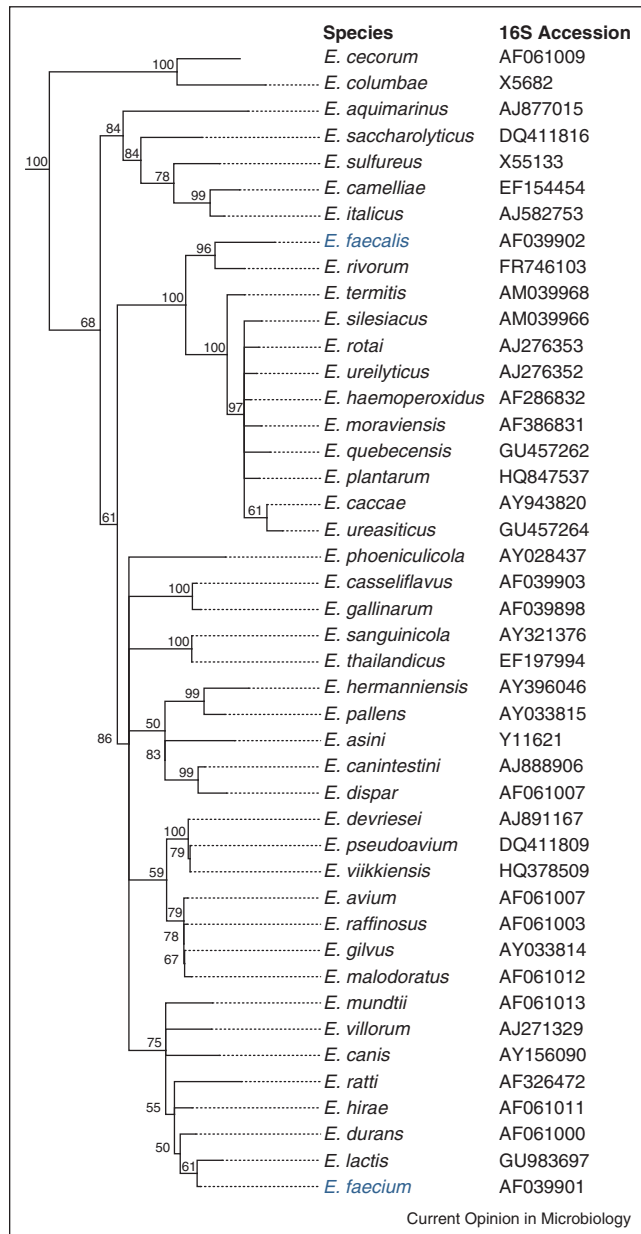 Species 16S Accession
E. cecorum AF061009
100
E. columbae X5682
E. aquimarinus AJ877015
84
E. saccharolyticus DQ411816
84
100
E. sulfureus X55133
78
E. camelliae EF154454
99
E. italicus AJ582753
E. faecalis AF039902
96
E. rivorum FR746103
E. termitis AM039968
100
E. silesiacus AM039966
68
E. rotai AJ276353
100
E. ureilyticus AJ276352
E. haemoperoxidus AF286832
97
E. moraviensis AF386831
E. quebecensis GU457262
E. plantarum HQ847537
E. caccae AY943820
61
61
E. ureasiticus GU457264
E. phoeniculicola AY028437
E. casseliflavus AF039903
100
E. gallinarum AF039898
E. sanguinicola AY321376
100
E. thailandicus EF197994
E. hermanniensis AY396046
99
E. pallens AY033815
50
86
E. asini Y11621
83
E. canintestini AJ888906
99
E. dispar AF061007
E. devriesei AJ891167
100
E. pseudoavium DQ411809
79
E. viikkiensis HQ378509
59
E. avium AF061007
79
E. raffinosus AF061003
78
E. gilvus AY033814
67
E. malodoratus AF061012
E. mundtii AF061013
E. villorum AJ271329
75
E. canis AY156090
E. ratti AF326472
E. hirae AF061011
55
E. durans AF061000
50
E. lactis GU983697
61
E. faecium AF039901
Current Opinion in Microbiology